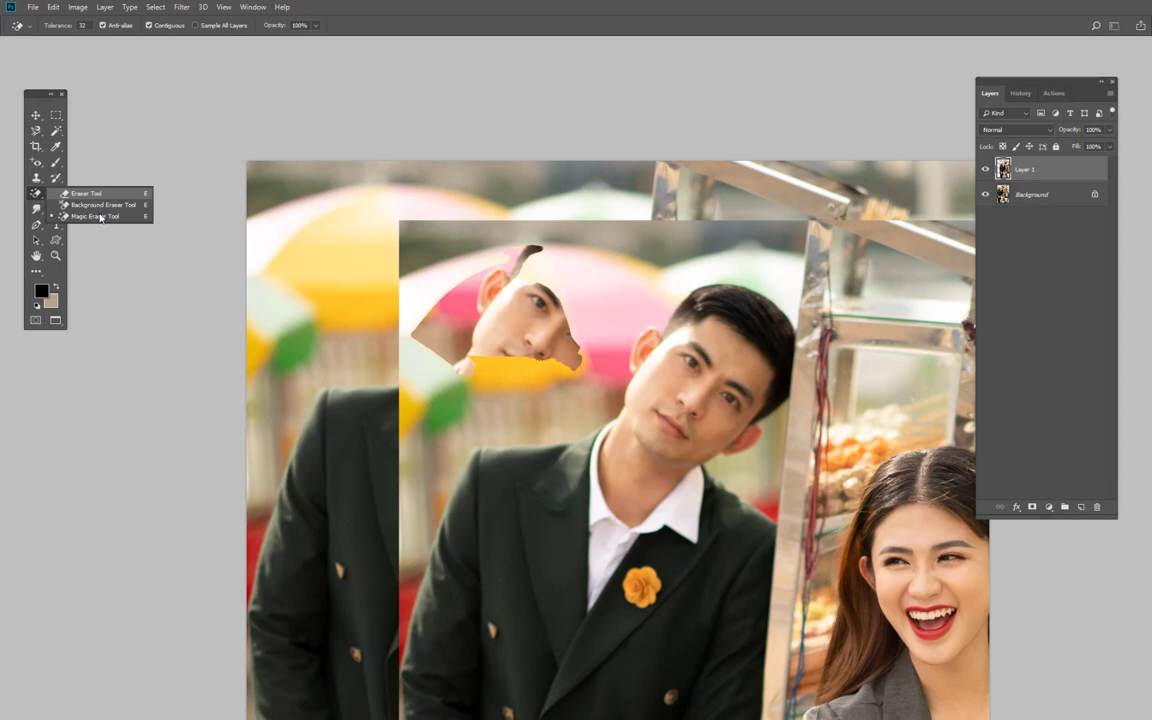 Ps File Edit Image Layer Type Select Filter 3D View Window Help
Tolerance: 32 Anti-alias Contiguous Sample All Layers Opacity: 100%
Layers History Actions
Kind
Normal Opacity: 100%
Lock: Fill: 100%
Layer 1
Background
fx
Eraser Tool E
Background Eraser Tool E
Magic Eraser Tool E